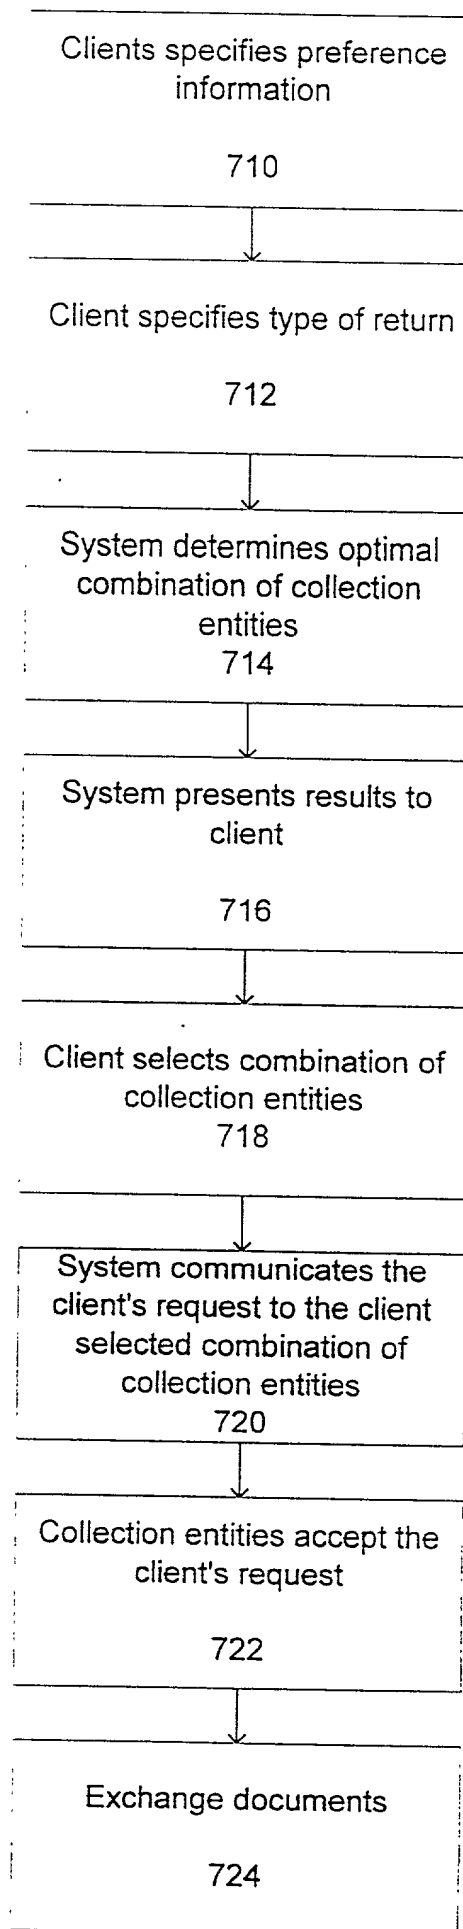 Clients specifies preference
information
710
Client specifies type of return
712
System determines optimal
combination of collection
entities
714
System presents results to
client
716
Client selects combination of
collection entities
718
System communicates the
client's request to the client
selected combination of
collection entities
720
Collection entities accept the
client's request
722
Exchange documents
724